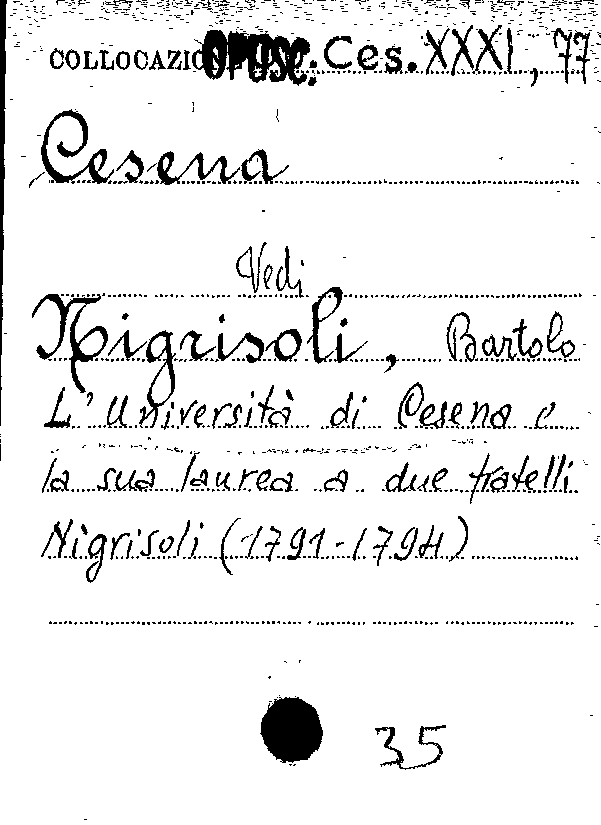 COLLOCAZIONE OPUSC. Ces. XXXI, 77
Cesena
Vedi
Nigrisoli, Bartolo
L'Università di Cesena e
la sua laurea a due fratelli
Nigrisoli (1791-1794)
35